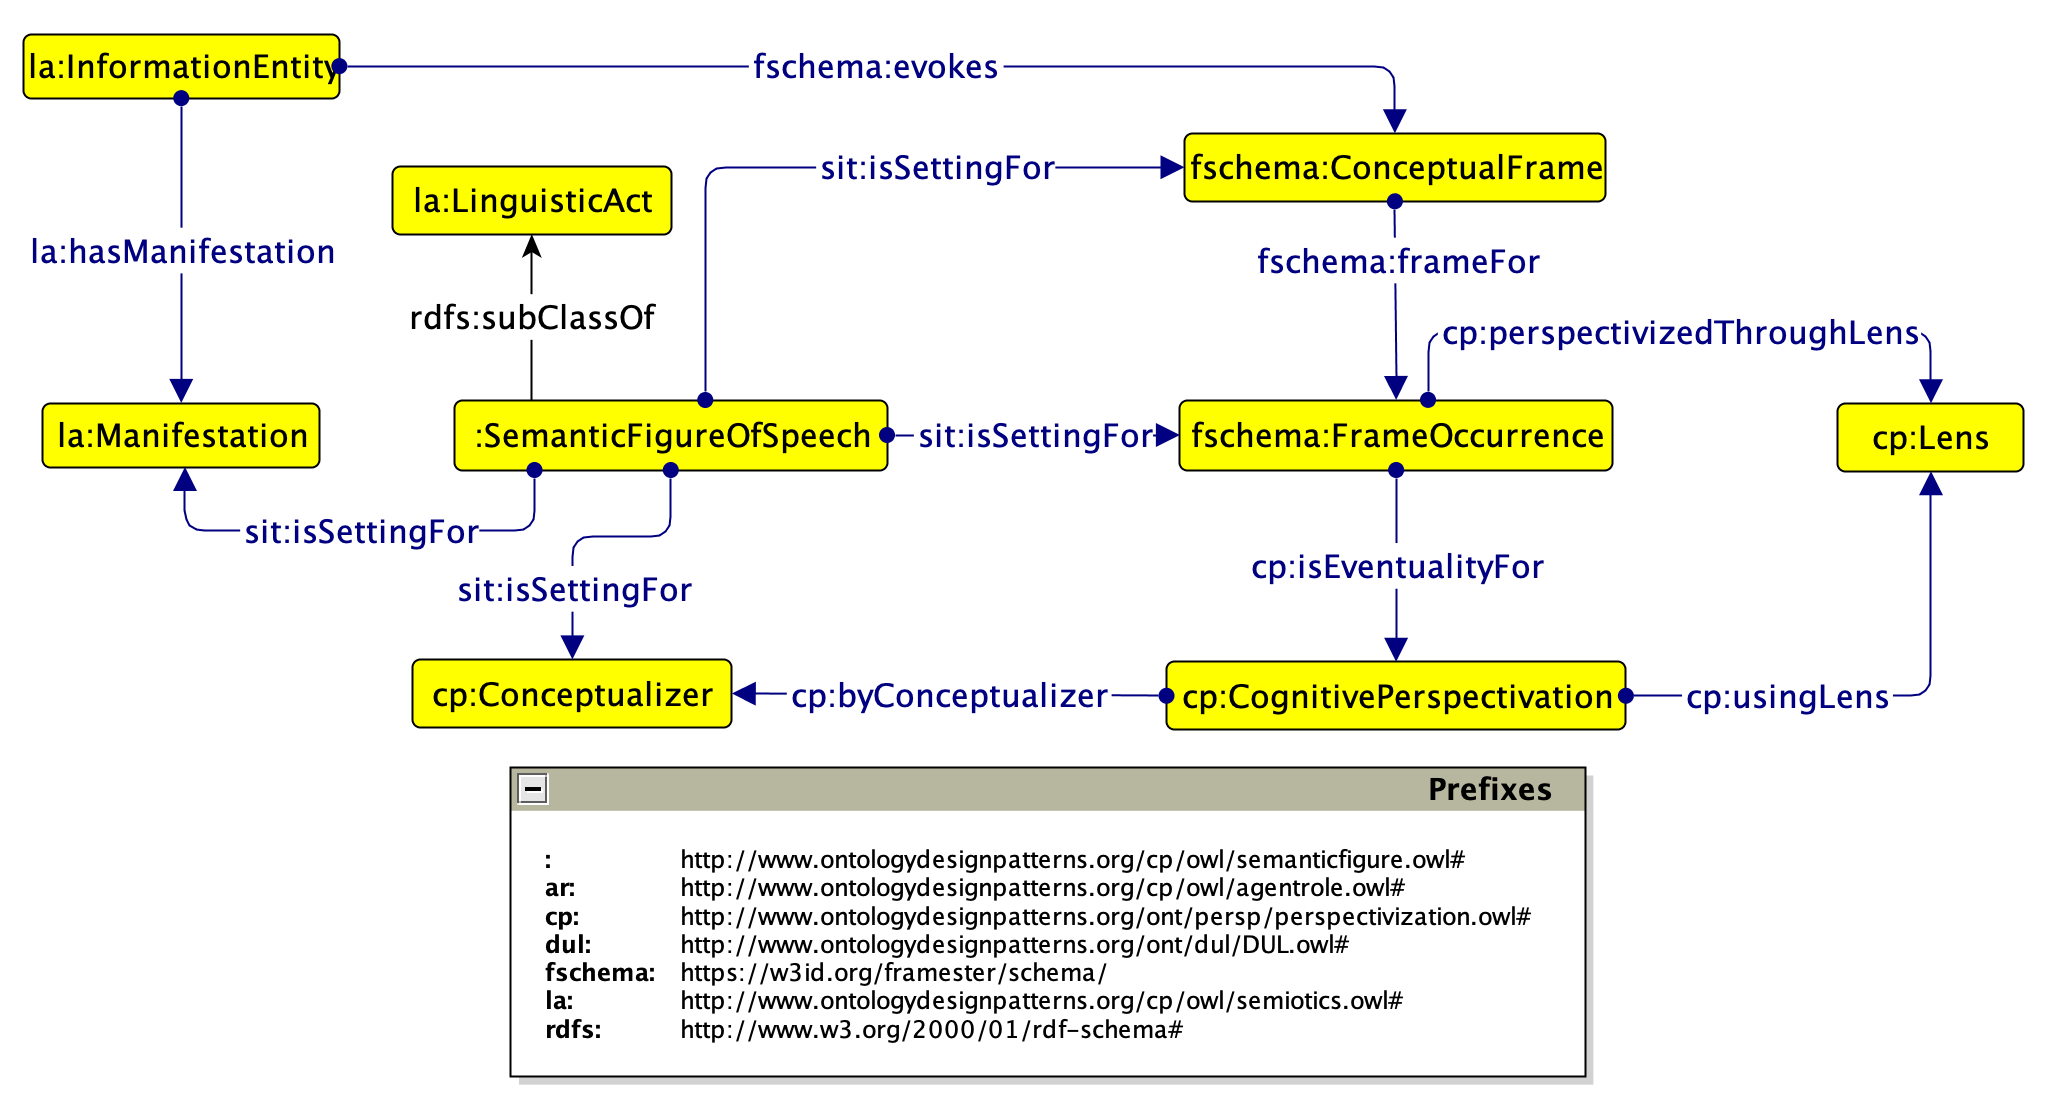 la:InformationEntity
fschema:evokes
fschema:ConceptualFrame
sit:isSettingFor
la:LinguisticAct
la:hasManifestation
fschema:frameFor
rdfs:subClassOf
cp:perspectivizedThroughLens
la:Manifestation
:SemanticFigureOfSpeech
sit:isSettingFor
fschema:FrameOccurrence
cp:Lens
sit:isSettingFor
cp:isEventualityFor
sit:isSettingFor
cp:Conceptualizer
cp:byConceptualizer
cp:CognitivePerspectivation
cp:usingLens
Prefixes
: http://www.ontologydesignpatterns.org/cp/owl/semanticfigure.owl#
ar: http://www.ontologydesignpatterns.org/cp/owl/agentrole.owl#
cp: http://www.ontologydesignpatterns.org/ont/persp/perspectivization.owl#
dul: http://www.ontologydesignpatterns.org/ont/dul/DUL.owl#
fschema: https://w3id.org/framester/schema/
la: http://www.ontologydesignpatterns.org/cp/owl/semiotics.owl#
rdfs: http://www.w3.org/2000/01/rdf-schema#